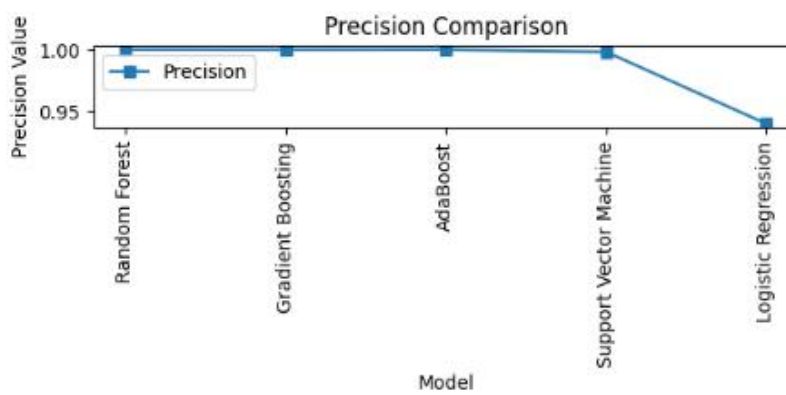 Precision Comparison
Precision Value
1.00
0.95
Precision
Random Forest
Gradient Boosting
AdaBoost
Support Vector Machine
Logistic Regression
Model